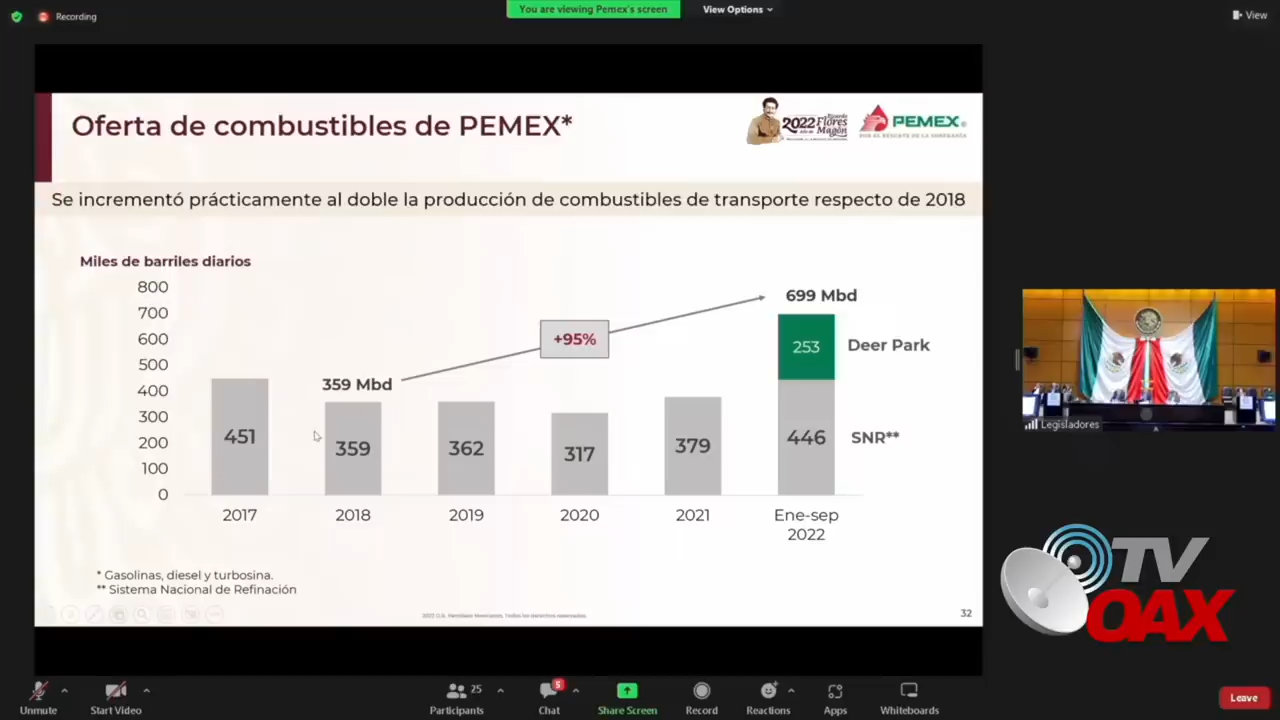 Recording
You are viewing Pemex's screen
View Options
View
Oferta de combustibles de PEMEX*
2022 Ricardo
Flores
Magón
PEMEX
POR EL RESCATE DE LA SOBERANÍA
Se incrementó prácticamente al doble la producción de combustibles de transporte respecto de 2018
Miles de barriles diarios
800
700
600
500
400
300
200
100
0
359 Mbd
+95%
699 Mbd
253
Deer Park
451
359
362
317
379
446
SNR**
2017
2018
2019
2020
2021
Ene-sep
2022
* Gasolinas, diesel y turbosina.
** Sistema Nacional de Refinación
32
Legisladores
TV
OAX
Unmute
Start Video
Participants
25
Chat
5
Share Screen
Record
Reactions
Apps
Whiteboards
Leave